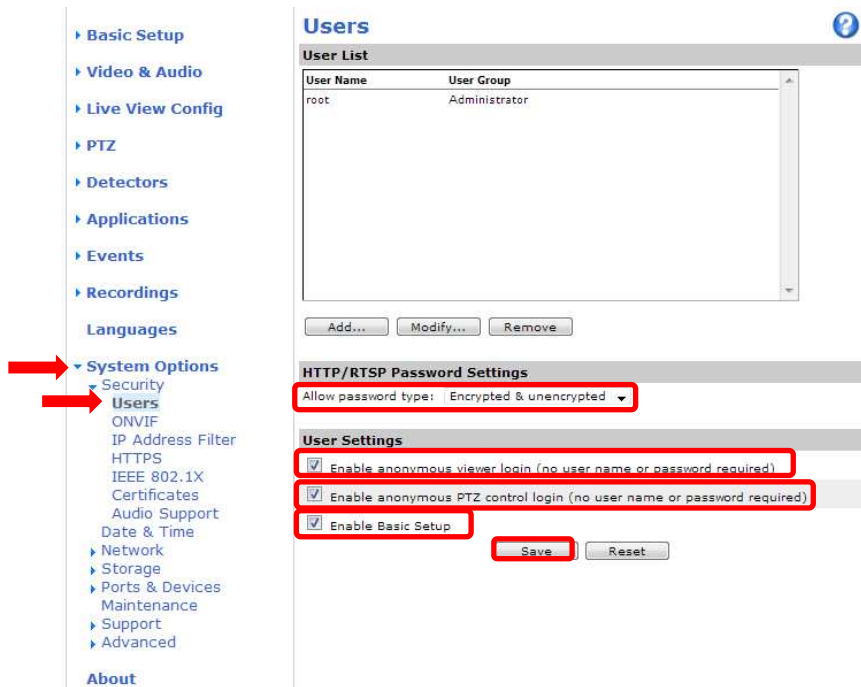 Basic Setup
Video & Audio
Live View Config
PTZ
Detectors
Applications
Events
Recordings
Languages
System Options
Security
Users
ONVIF
IP Address Filter
HTTPS
IEEE 802.1X
Certificates
Audio Support
Date & Time
Network
Storage
Ports & Devices
Maintenance
Support
Advanced
About
Users
?
User List
User Name User Group
root Administrator
Add... Modify... Remove
HTTP/RTSP Password Settings
Allow password type: Encrypted & unencrypted
User Settings
Enable anonymous viewer login (no user name or password required)
Enable anonymous PTZ control login (no user name or password required)
Enable Basic Setup
Save Reset